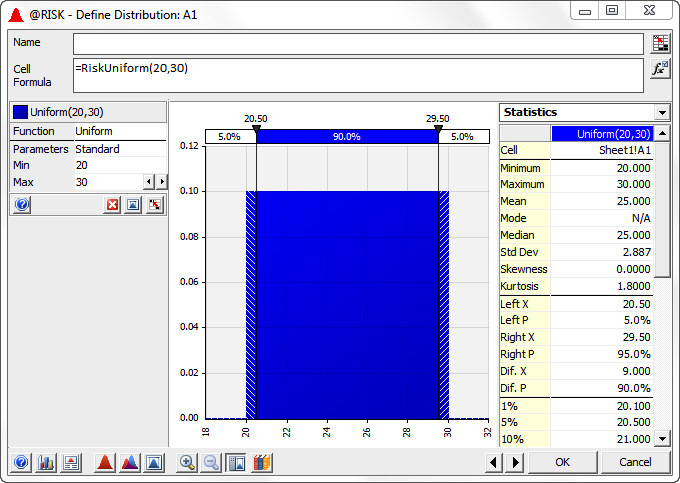 @RISK - Define Distribution: A1
Name
Cell Formula
=RiskUniform(20,30)
Uniform(20,30)
Function Uniform
Parameters Standard
Min 20
Max 30
20.50 29.50
5.0% 90.0% 5.0%
0.12
0.10
0.08
0.06
0.04
0.02
0.00
18 20 22 24 26 28 30 32
Statistics
Uniform(20,30)
Cell Sheet1!A1
Minimum 20.000
Maximum 30.000
Mean 25.000
Mode N/A
Median 25.000
Std Dev 2.887
Skewness 0.0000
Kurtosis 1.8000
Left X 20.50
Left P 5.0%
Right X 29.50
Right P 95.0%
Dif. X 9.000
Dif. P 90.0%
1% 20.100
5% 20.500
10% 21.000
OK Cancel